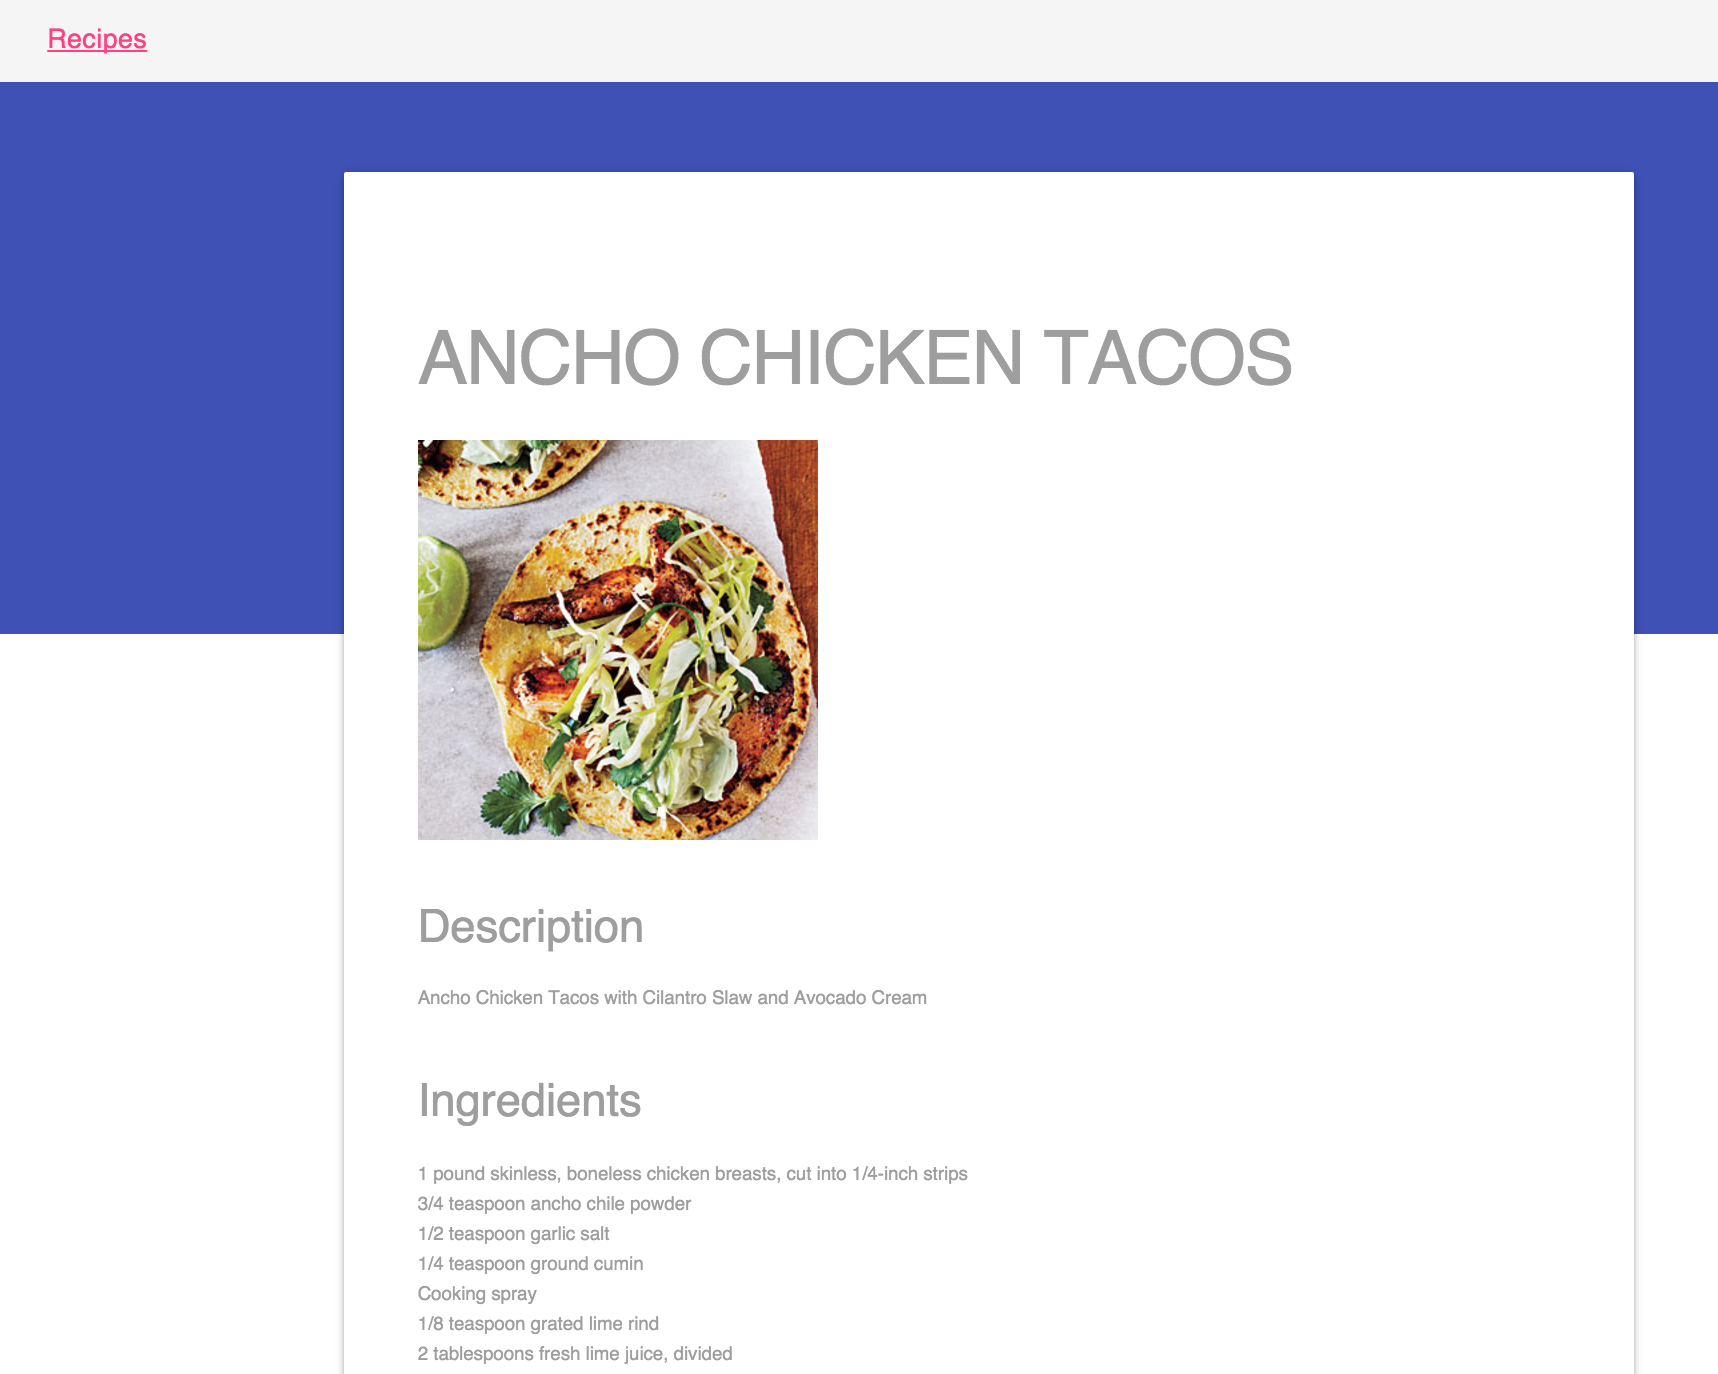 Recipes
ANCHO CHICKEN TACOS
Description
Ancho Chicken Tacos with Cilantro Slaw and Avocado Cream
Ingredients
1 pound skinless, boneless chicken breasts, cut into 1/4-inch strips
3/4 teaspoon ancho chile powder
1/2 teaspoon garlic salt
1/4 teaspoon ground cumin
Cooking spray
1/8 teaspoon grated lime rind
2 tablespoons fresh lime juice, divided